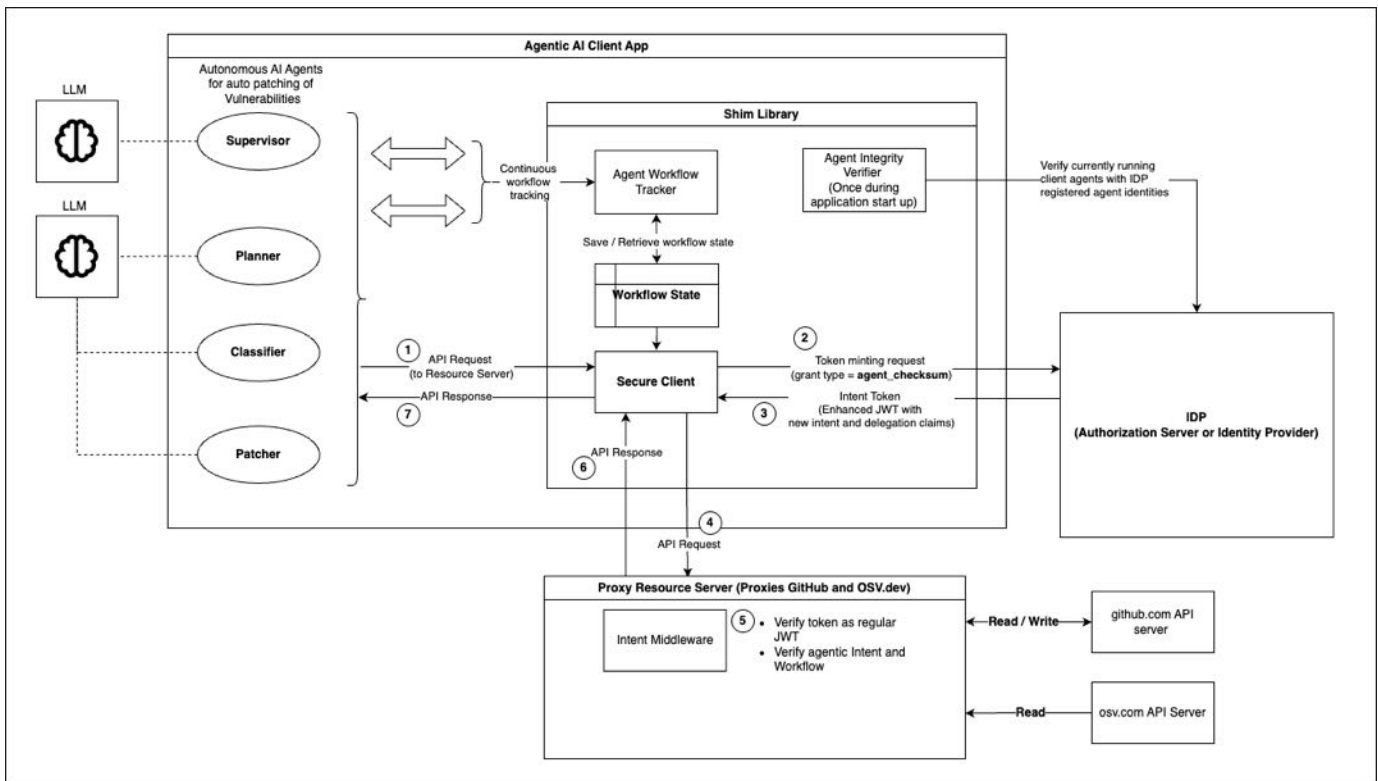 Agentic AI Client App
Autonomous AI Agents
for auto patching of
Vulnerabilities
LLM
Supervisor
LLM
Planner
Classifier
Patcher
Continuous
workflow
tracking
Shim Library
Agent Workflow
Tracker
Agent Integrity
Verifier
(Once during
application start up)
Verify currently running
client agents with IDP
registered agent identities
Save / Retrieve workflow state
Workflow State
1
API Request
(to Resource Server)
Secure Client
2
Token minting request
(grant type = agent_checksum)
3
Intent Token
(Enhanced JWT with
new intent and delegation claims)
7
API Response
IDP
(Authorization Server or Identity Provider)
6
API Response
4
API Request
Proxy Resource Server (Proxies GitHub and OSV.dev)
Intent Middleware
5
• Verify token as regular
JWT
• Verify agentic Intent and
Workflow
Read / Write
github.com API
server
Read
osv.com API Server